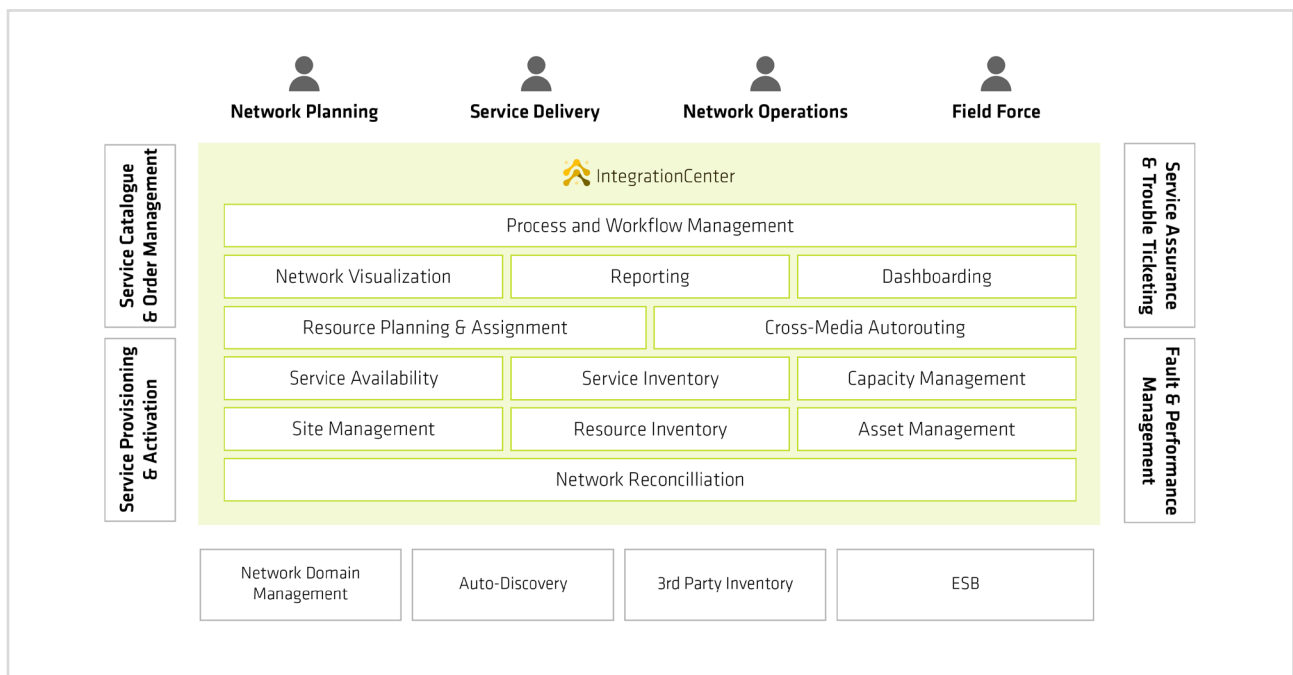 Network Planning
Service Delivery
Network Operations
Field Force
Service Catalogue
& Order Management
Service Provisioning
& Activation
IntegrationCenter
Process and Workflow Management
Network Visualization
Reporting
Dashboarding
Resource Planning & Assignment
Cross-Media Autorouting
Service Availability
Service Inventory
Capacity Management
Site Management
Resource Inventory
Asset Management
Network Reconcilliation
Service Assurance
& Trouble Ticketing
Fault & Performance
Management
Network Domain
Management
Auto-Discovery
3rd Party Inventory
ESB